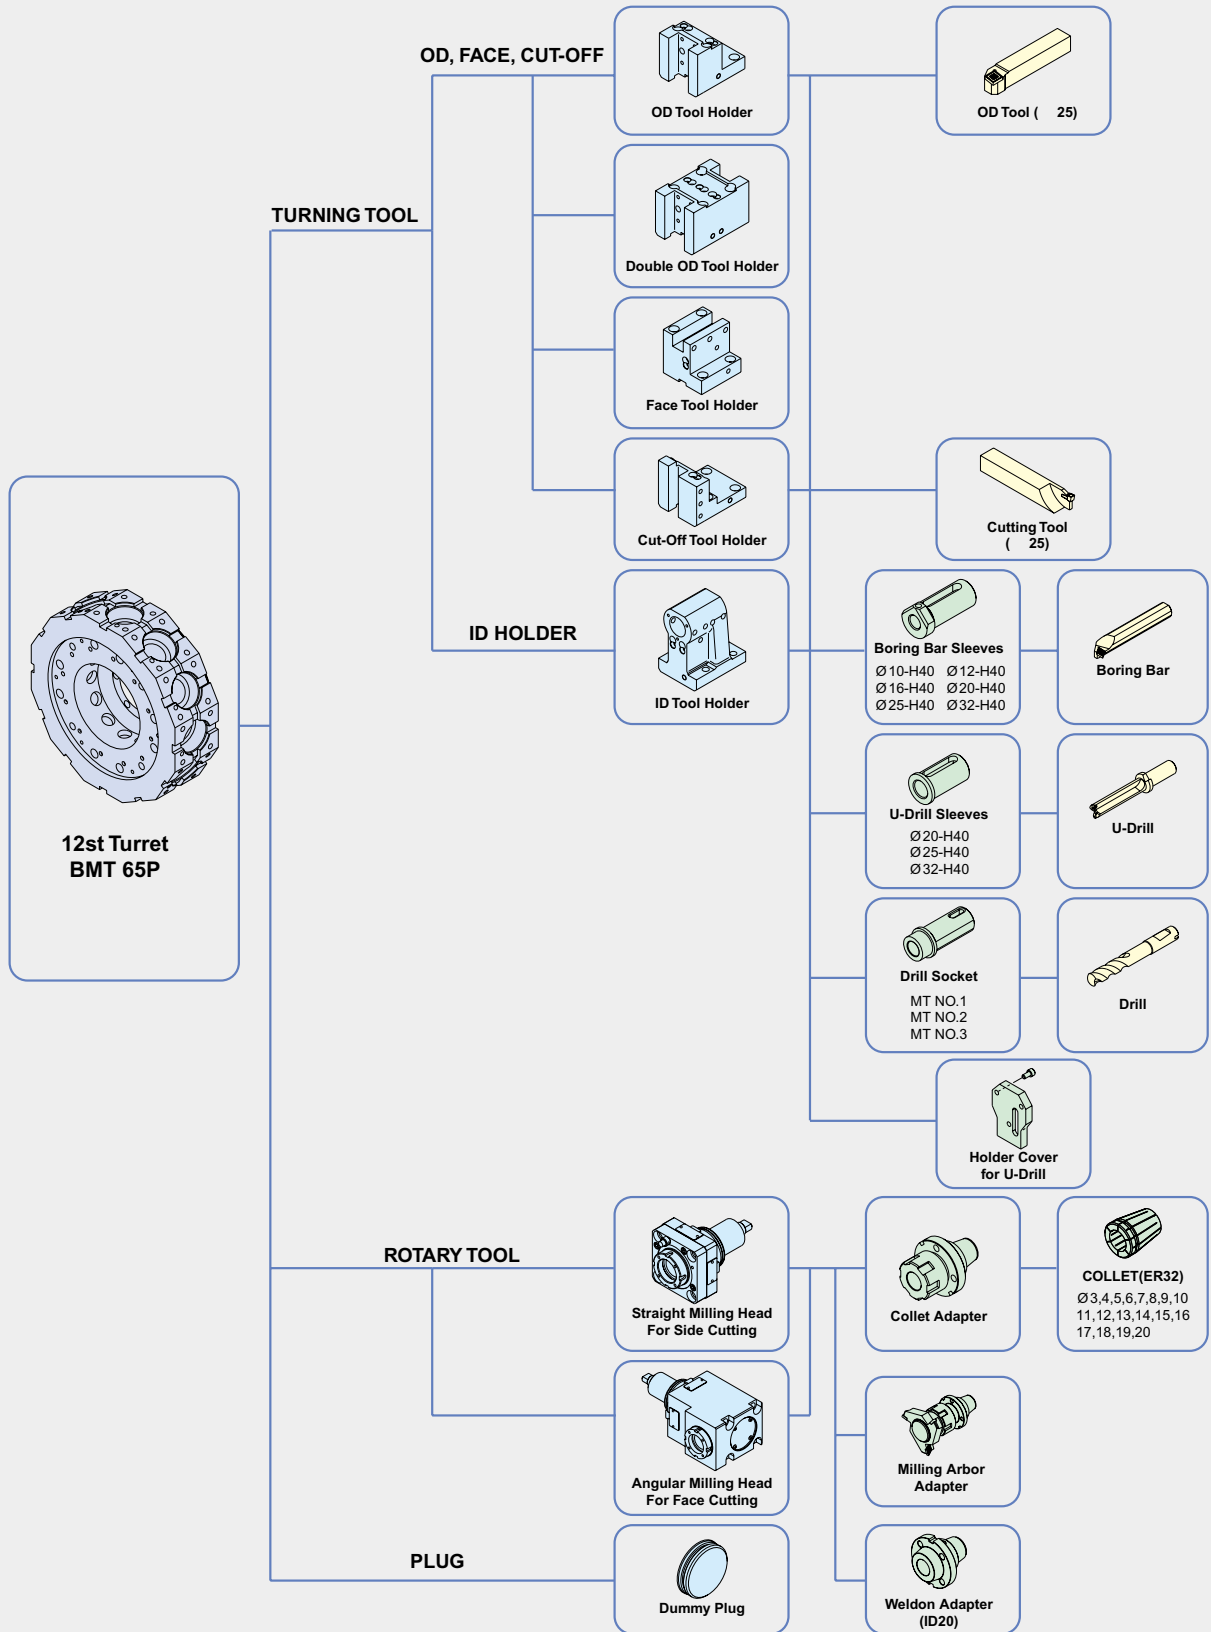 OD, FACE, CUT-OFF
OD Tool Holder
OD Tool (    25)
TURNING TOOL
Double OD Tool Holder
Face Tool Holder
Cut-Off Tool Holder
Cutting Tool
(    25)
12st Turret
BMT 65P
ID HOLDER
ID Tool Holder
Boring Bar Sleeves
Ø10-H40 Ø12-H40
Ø16-H40 Ø20-H40
Ø25-H40 Ø32-H40
Boring Bar
U-Drill Sleeves
Ø20-H40
Ø25-H40
Ø32-H40
U-Drill
Drill Socket
MT NO.1
MT NO.2
MT NO.3
Drill
Holder Cover
for U-Drill
ROTARY TOOL
Straight Milling Head
For Side Cutting
Collet Adapter
COLLET(ER32)
Ø3,4,5,6,7,8,9,10
11,12,13,14,15,16
17,18,19,20
Angular Milling Head
For Face Cutting
Milling Arbor
Adapter
PLUG
Dummy Plug
Weldon Adapter
(ID20)